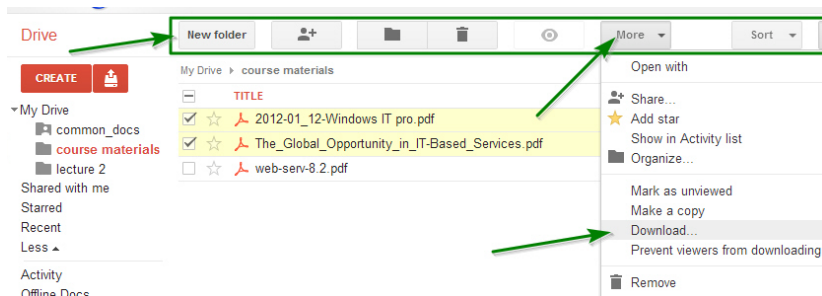 Drive
New folder
More
Sort
CREATE
My Drive
common_docs
course materials
lecture 2
Shared with me
Starred
Recent
Less
Activity
Offline Docs
My Drive course materials
TITLE
2012-01_12-Windows IT pro.pdf
The_Global_Opportunity_in_IT-Based_Services.pdf
web-serv-8.2.pdf
Open with
Share...
Add star
Show in Activity list
Organize...
Mark as unviewed
Make a copy
Download...
Prevent viewers from downloading
Remove